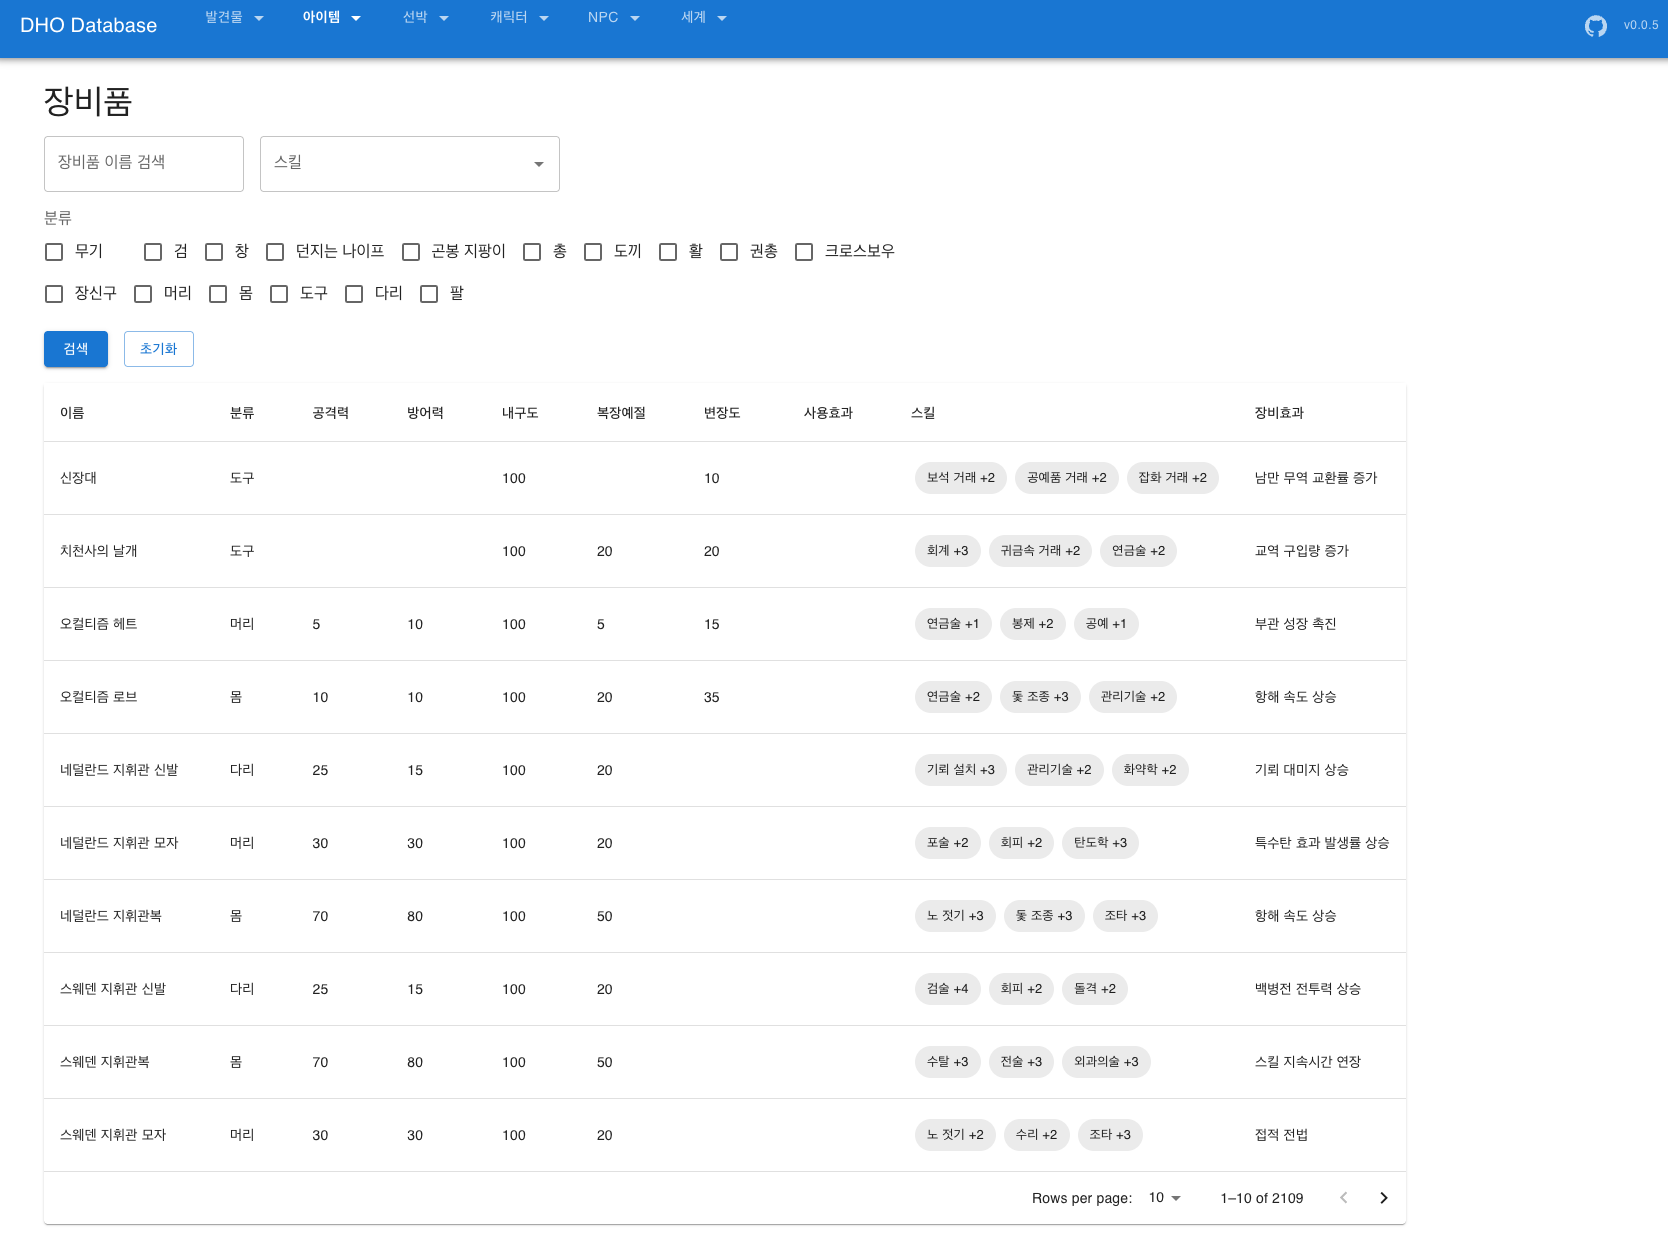 DHO Database 발견물 아이템 선박 캐릭터 NPC 세계 v0.0.5
장비품
장비품 이름 검색 스킬
분류
무기 검 창 던지는 나이프 곤봉 지팡이 총 도끼 활 권총 크로스보우
장신구 머리 몸 도구 다리 팔
검색 초기화
이름 분류 공격력 방어력 내구도 복장예절 변장도 사용효과 스킬 장비효과
신장대 도구 100 10 보석 거래 +2 공예품 거래 +2 잡화 거래 +2 남만 무역 교환률 증가
치천사의 날개 도구 100 20 20 회계 +3 귀금속 거래 +2 연금술 +2 교역 구입량 증가
오컬티즘 헤트 머리 5 10 100 5 15 연금술 +1 봉제 +2 공예 +1 부관 성장 촉진
오컬티즘 로브 몸 10 10 100 20 35 연금술 +2 돛 조종 +3 관리기술 +2 항해 속도 상승
네덜란드 지휘관 신발 다리 25 15 100 20 기뢰 설치 +3 관리기술 +2 화약학 +2 기뢰 대미지 상승
네덜란드 지휘관 모자 머리 30 30 100 20 포술 +2 회피 +2 탄도학 +3 특수탄 효과 발생률 상승
네덜란드 지휘관복 몸 70 80 100 50 노 젓기 +3 돛 조종 +3 조타 +3 항해 속도 상승
스웨덴 지휘관 신발 다리 25 15 100 20 검술 +4 회피 +2 돌격 +2 백병전 전투력 상승
스웨덴 지휘관복 몸 70 80 100 50 수탈 +3 전술 +3 외과의술 +3 스킬 지속시간 연장
스웨덴 지휘관 모자 머리 30 30 100 20 노 젓기 +2 수리 +2 조타 +3 접적 전법
Rows per page: 10 1–10 of 2109